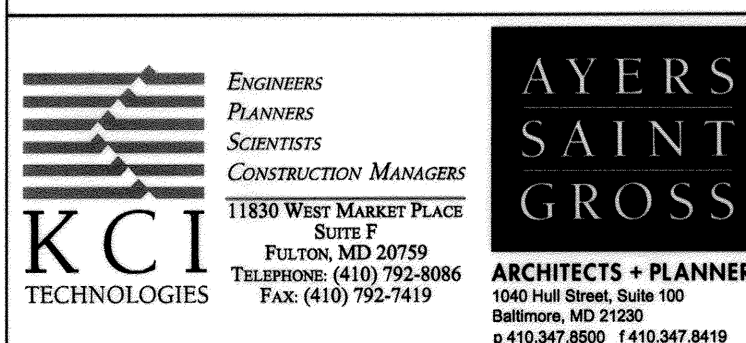 KCI
TECHNOLOGIES
ENGINEERS
PLANNERS
SCIENTISTS
CONSTRUCTION MANAGERS
11830 WEST MARKET PLACE
SUITE F
FULTON, MD 20759
TELEPHONE: (410) 792-8086
FAX: (410) 792-7419
AYERS
SAINT
GROSS
ARCHITECTS + PLANNER
1040 Hull Street, Suite 100
Baltimore, MD 21230
p 410.347.8500 f 410.347.8419